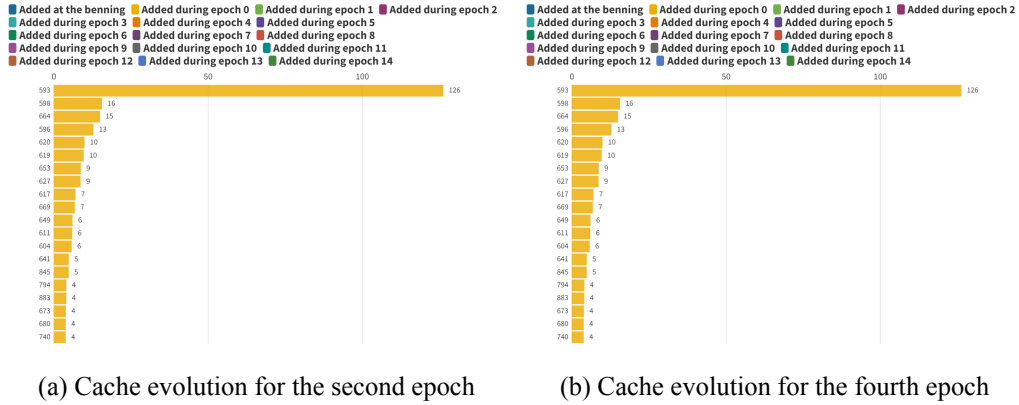 Added at the benning Added during epoch 0 Added during epoch 1 Added during epoch 2
Added during epoch 3 Added during epoch 4 Added during epoch 5
Added during epoch 6 Added during epoch 7 Added during epoch 8
Added during epoch 9 Added during epoch 10 Added during epoch 11
Added during epoch 12 Added during epoch 13 Added during epoch 14
0 50 100
593 126
598 16
664 15
596 13
620 10
619 10
653 9
627 9
617 7
669 7
649 6
611 6
604 6
641 5
845 5
794 4
883 4
673 4
680 4
740 4
(a) Cache evolution for the second epoch
Added at the benning Added during epoch 0 Added during epoch 1 Added during epoch 2
Added during epoch 3 Added during epoch 4 Added during epoch 5
Added during epoch 6 Added during epoch 7 Added during epoch 8
Added during epoch 9 Added during epoch 10 Added during epoch 11
Added during epoch 12 Added during epoch 13 Added during epoch 14
0 50 100
593 126
598 16
664 15
596 13
620 10
619 10
653 9
627 9
617 7
669 7
649 6
611 6
604 6
641 5
845 5
794 4
883 4
673 4
680 4
740 4
(b) Cache evolution for the fourth epoch